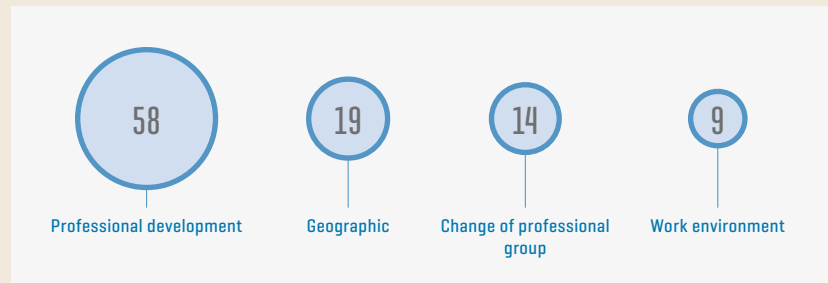 58
19
14
9
Professional development
Geographic
Change of professional
group
Work environment